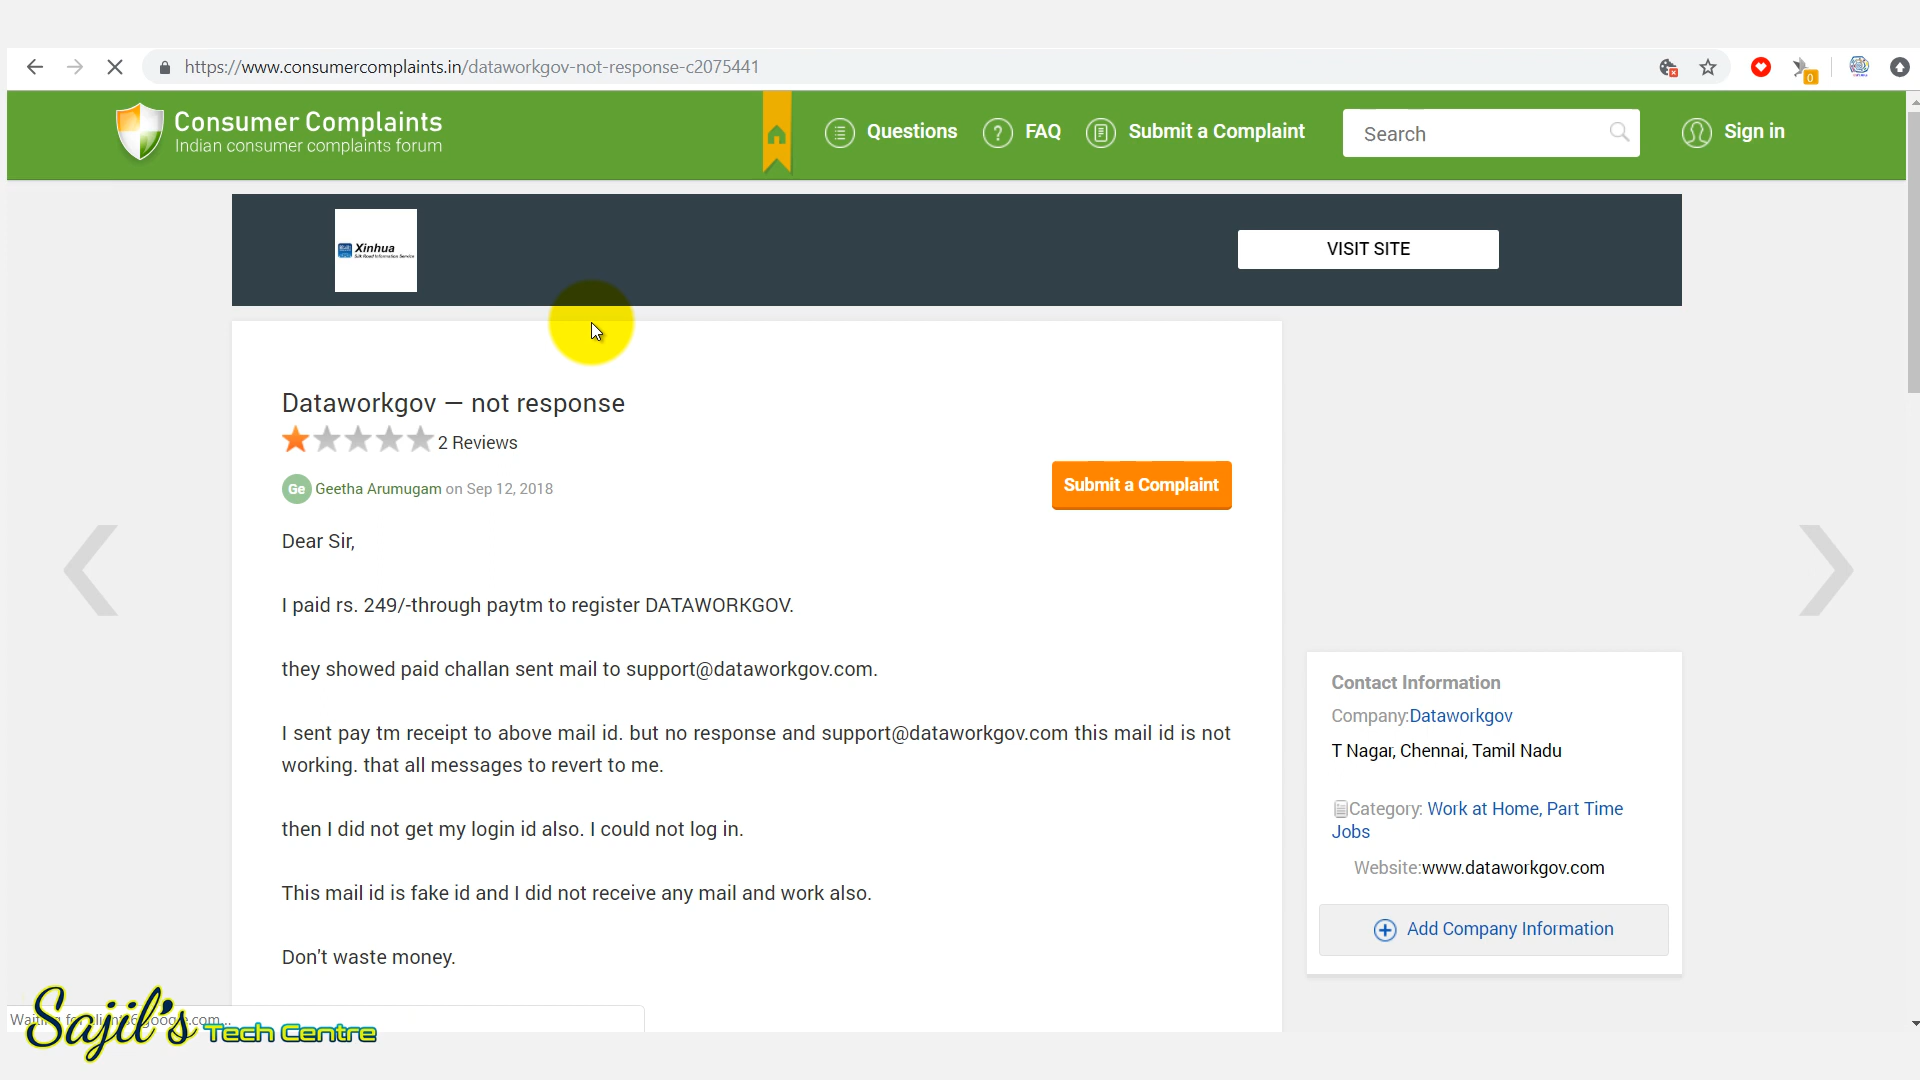 https://www.consumercomplaints.in/dataworkgov-not-response-c2075441
0
Consumer Complaints
Indian consumer complaints forum
Questions
FAQ
Submit a Complaint
Search
Sign in
Xinhua
Silk Road Information Service
VISIT SITE
Dataworkgov — not response
2 Reviews
Ge
Geetha Arumugam on Sep 12, 2018
Submit a Complaint
Dear Sir,
I paid rs. 249/-through paytm to register DATAWORKGOV.
they showed paid challan sent mail to support@dataworkgov.com.
I sent pay tm receipt to above mail id. but no response and support@dataworkgov.com this mail id is not
working. that all messages to revert to me.
then I did not get my login id also. I could not log in.
This mail id is fake id and I did not receive any mail and work also.
Don't waste money.
Contact Information
Company:Dataworkgov
T Nagar, Chennai, Tamil Nadu
Category: Work at Home, Part Time
Jobs
Website:www.dataworkgov.com
Add Company Information
Sajil's Tech Centre